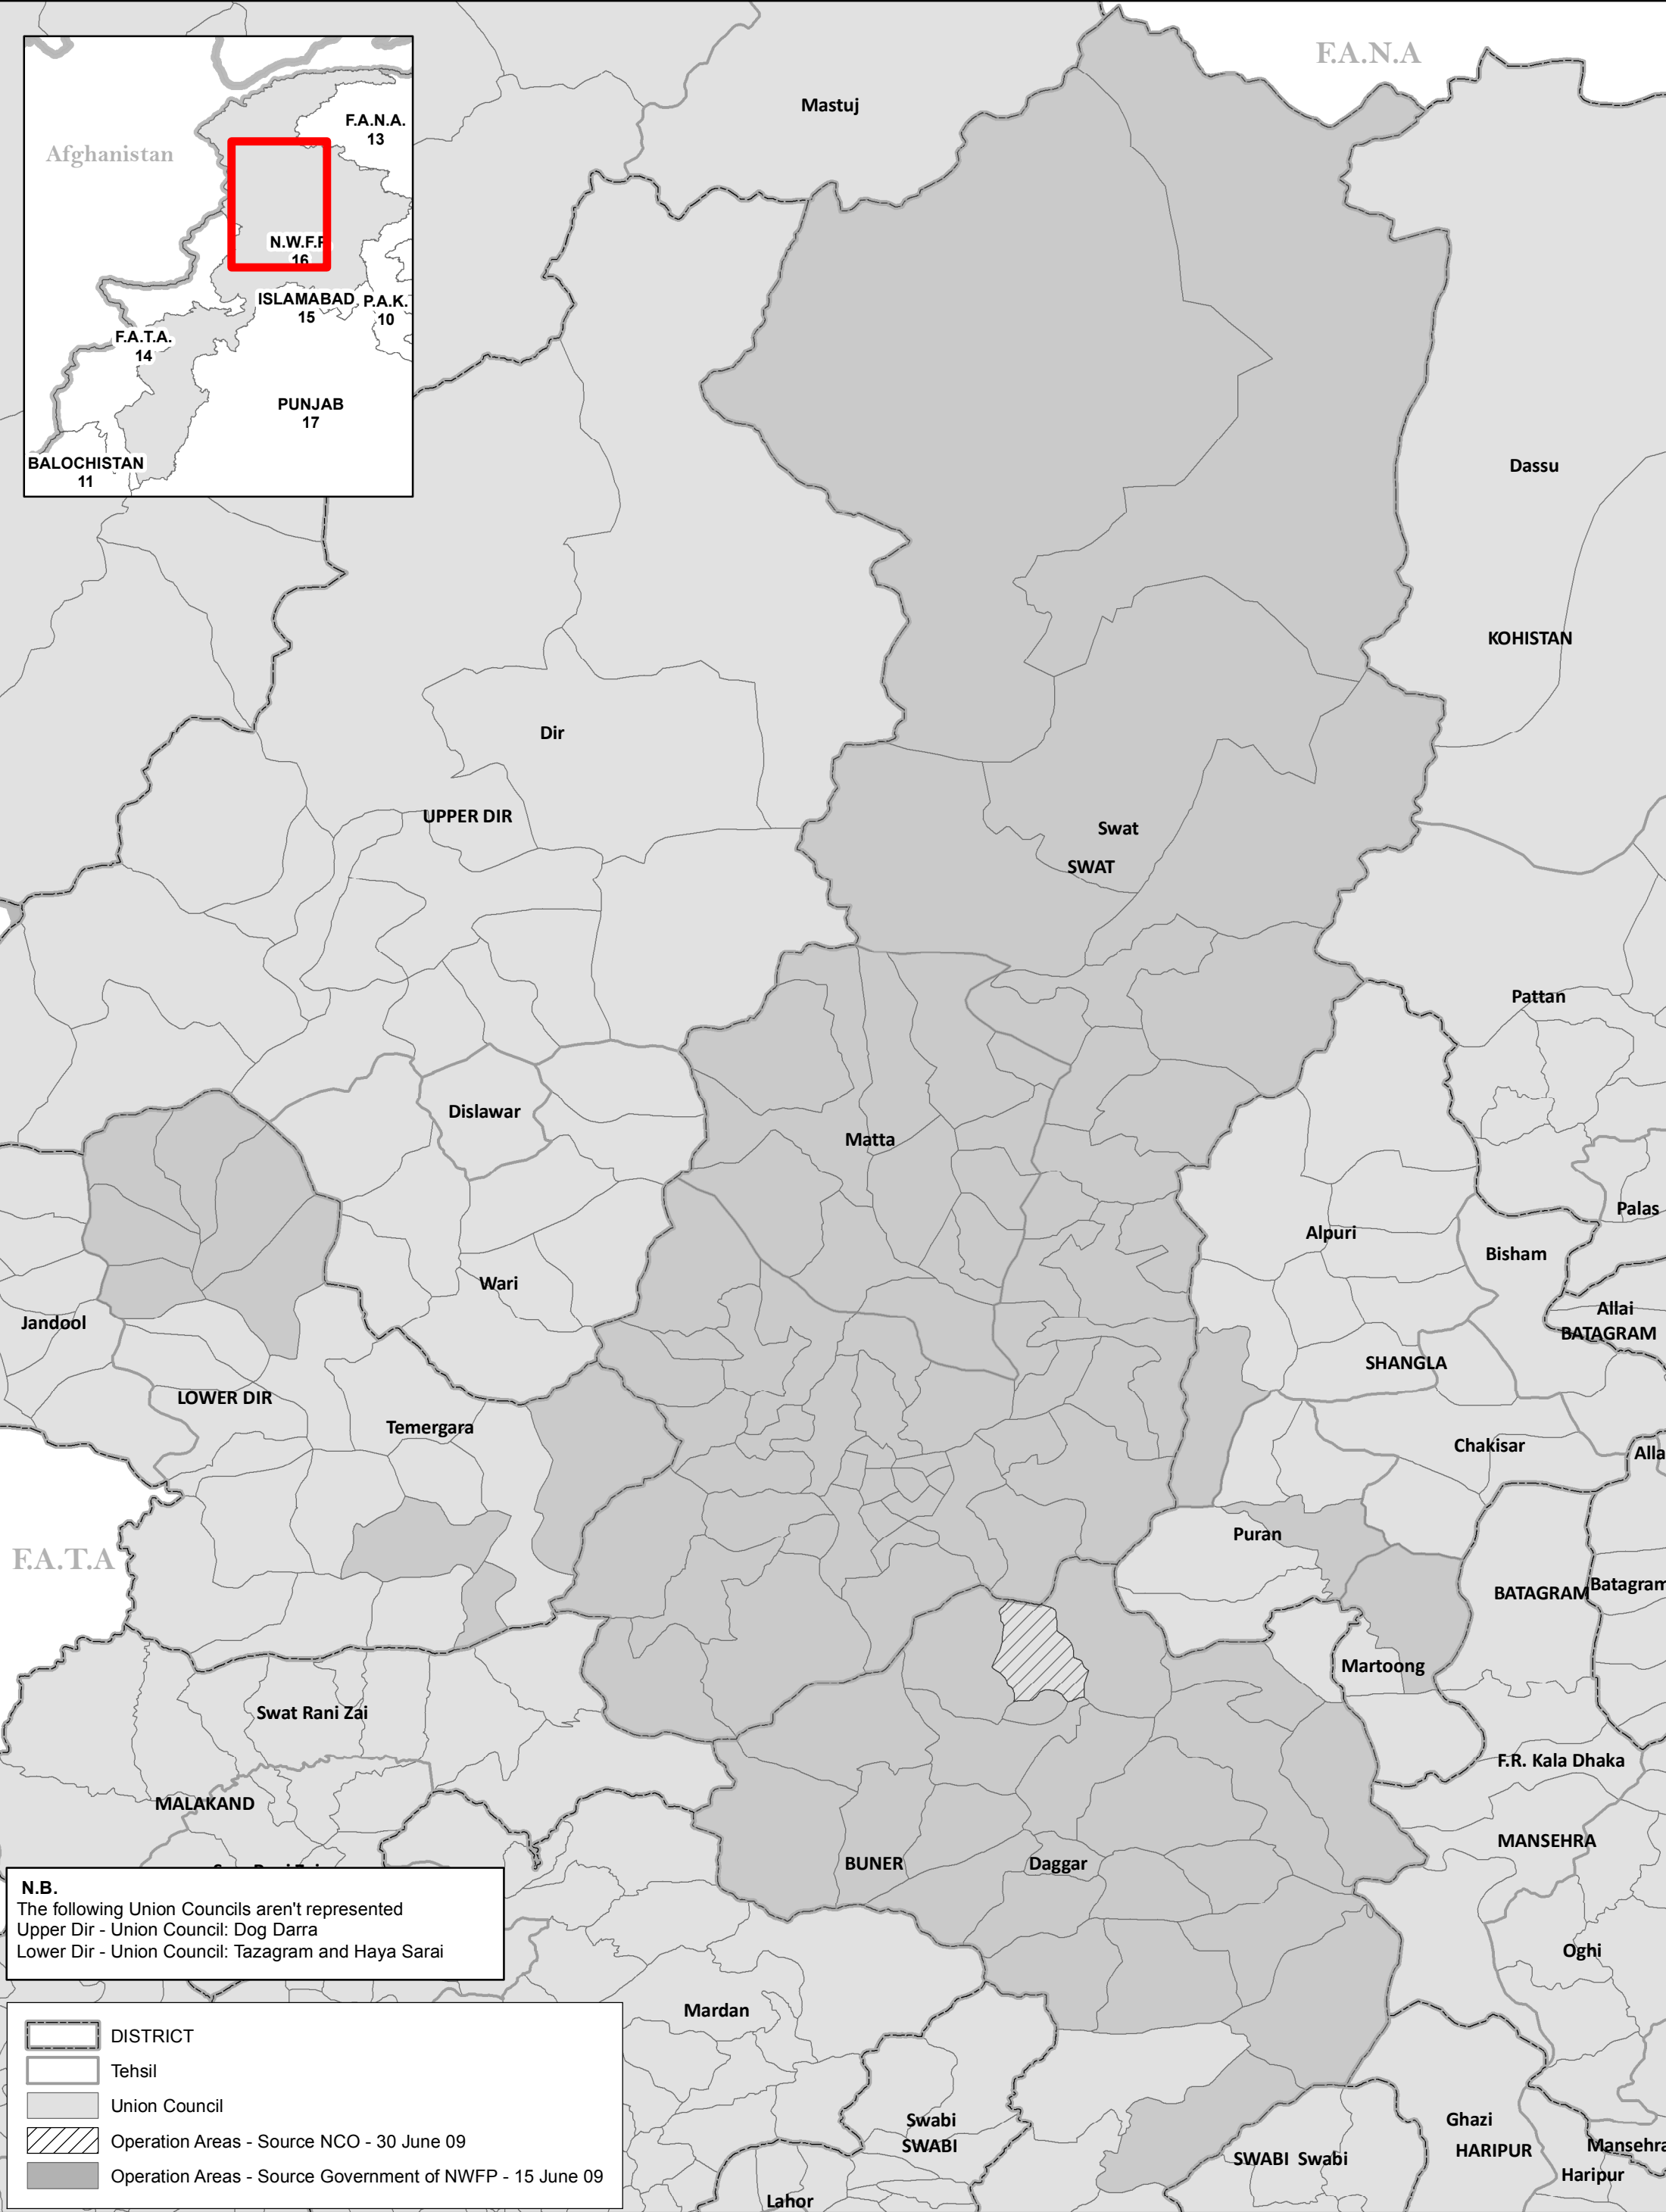 F.A.N.A
Mastuj
F.A.N.A.
13
Afghanistan
N.W.F.P
16
ISLAMABAD
15
P.A.K.
10
F.A.T.A.
14
PUNJAB
17
BALOCHISTAN
11
Dassu
KOHISTAN
Dir
UPPER DIR
Swat
SWAT
Pattan
Dislawar
Matta
Palas
Alpuri
Bisham
Wari
Jandool
Allai
BATAGRAM
SHANGLA
LOWER DIR
Temergara
Chakisar
Alla
Puran
F.A.T.A
BATAGRAM
Batagram
Martoong
Swat Rani Zai
F.R. Kala Dhaka
MALAKAND
MANSEHRA
BUNER
Daggar
N.B.
The following Union Councils aren't represented
Upper Dir - Union Council: Dog Darra
Lower Dir - Union Council: Tazagram and Haya Sarai
Oghi
Mardan
DISTRICT
Tehsil
Union Council
Operation Areas - Source NCO - 30 June 09
Operation Areas - Source Government of NWFP - 15 June 09
Swabi
SWABI
Ghazi
HARIPUR
Mansehra
SWABI Swabi
Haripur
Lahor